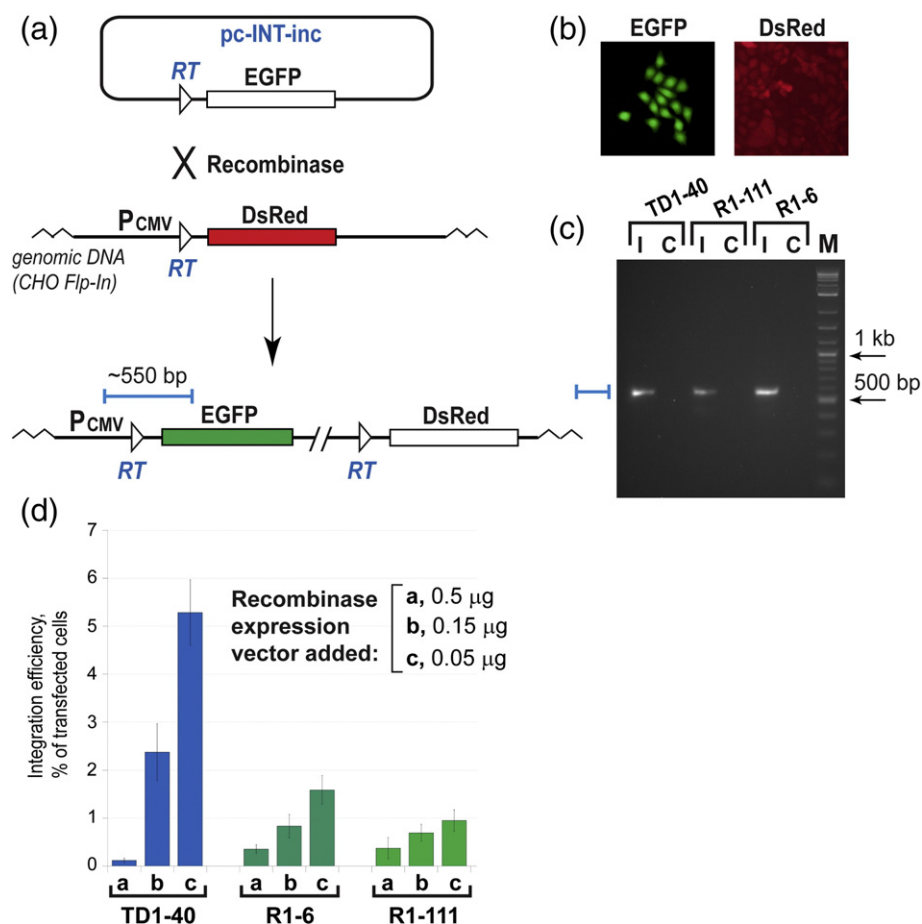 (a)
pc-INT-inc
RT
EGFP
X Recombinase
PCMV
DsRed
RT
genomic DNA
(CHO Flp-In)
~550 bp
PCMV
EGFP
DsRed
RT
RT
(b)
EGFP
DsRed
(c)
TD1-40
R1-111
R1-6
I C I C I C M
1 kb
500 bp
(d)
7
6
5
4
3
2
1
0
Integration efficiency,
% of transfected cells
Recombinase
expression
vector added:
a, 0.5 μg
b, 0.15 μg
c, 0.05 μg
a b c a b c a b c
TD1-40 R1-6 R1-111